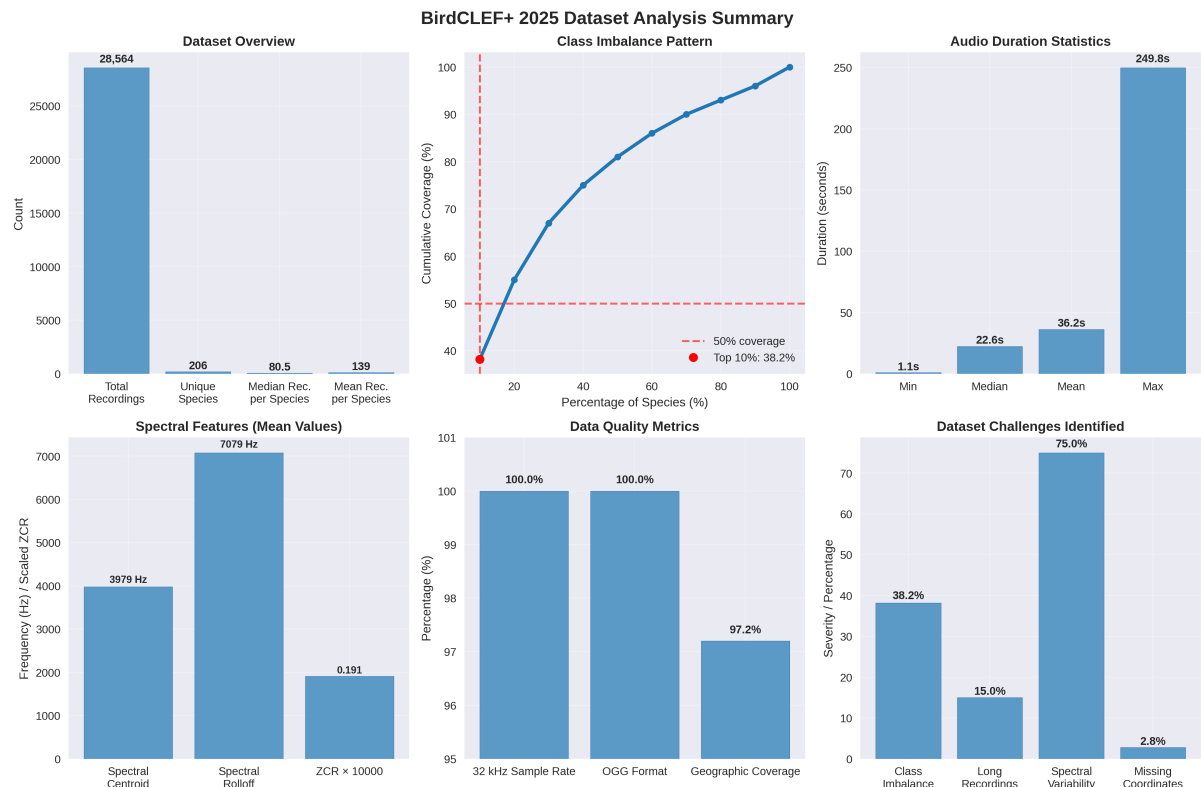 BirdCLEF+ 2025 Dataset Analysis Summary
Dataset Overview
Count
25000
20000
15000
10000
5000
0
28,564
206
80.5
139
Total
Recordings
Unique
Species
Median Rec.
per Species
Mean Rec.
per Species
Class Imbalance Pattern
Cumulative Coverage (%)
100
90
80
70
60
50
40
50% coverage
Top 10%: 38.2%
20
40
60
80
100
Percentage of Species (%)
Audio Duration Statistics
Duration (seconds)
250
200
150
100
50
0
1.1s
22.6s
36.2s
249.8s
Min
Median
Mean
Max
Spectral Features (Mean Values)
Frequency (Hz) / Scaled ZCR
7000
6000
5000
4000
3000
2000
1000
0
3979 Hz
7079 Hz
0.191
Spectral
Centroid
Spectral
Rolloff
ZCR × 10000
Data Quality Metrics
Percentage (%)
101
100
99
98
97
96
95
100.0%
100.0%
97.2%
32 kHz Sample Rate
OGG Format
Geographic Coverage
Dataset Challenges Identified
Severity / Percentage
70
60
50
40
30
20
10
0
38.2%
15.0%
75.0%
2.8%
Class
Imbalance
Long
Recordings
Spectral
Variability
Missing
Coordinates